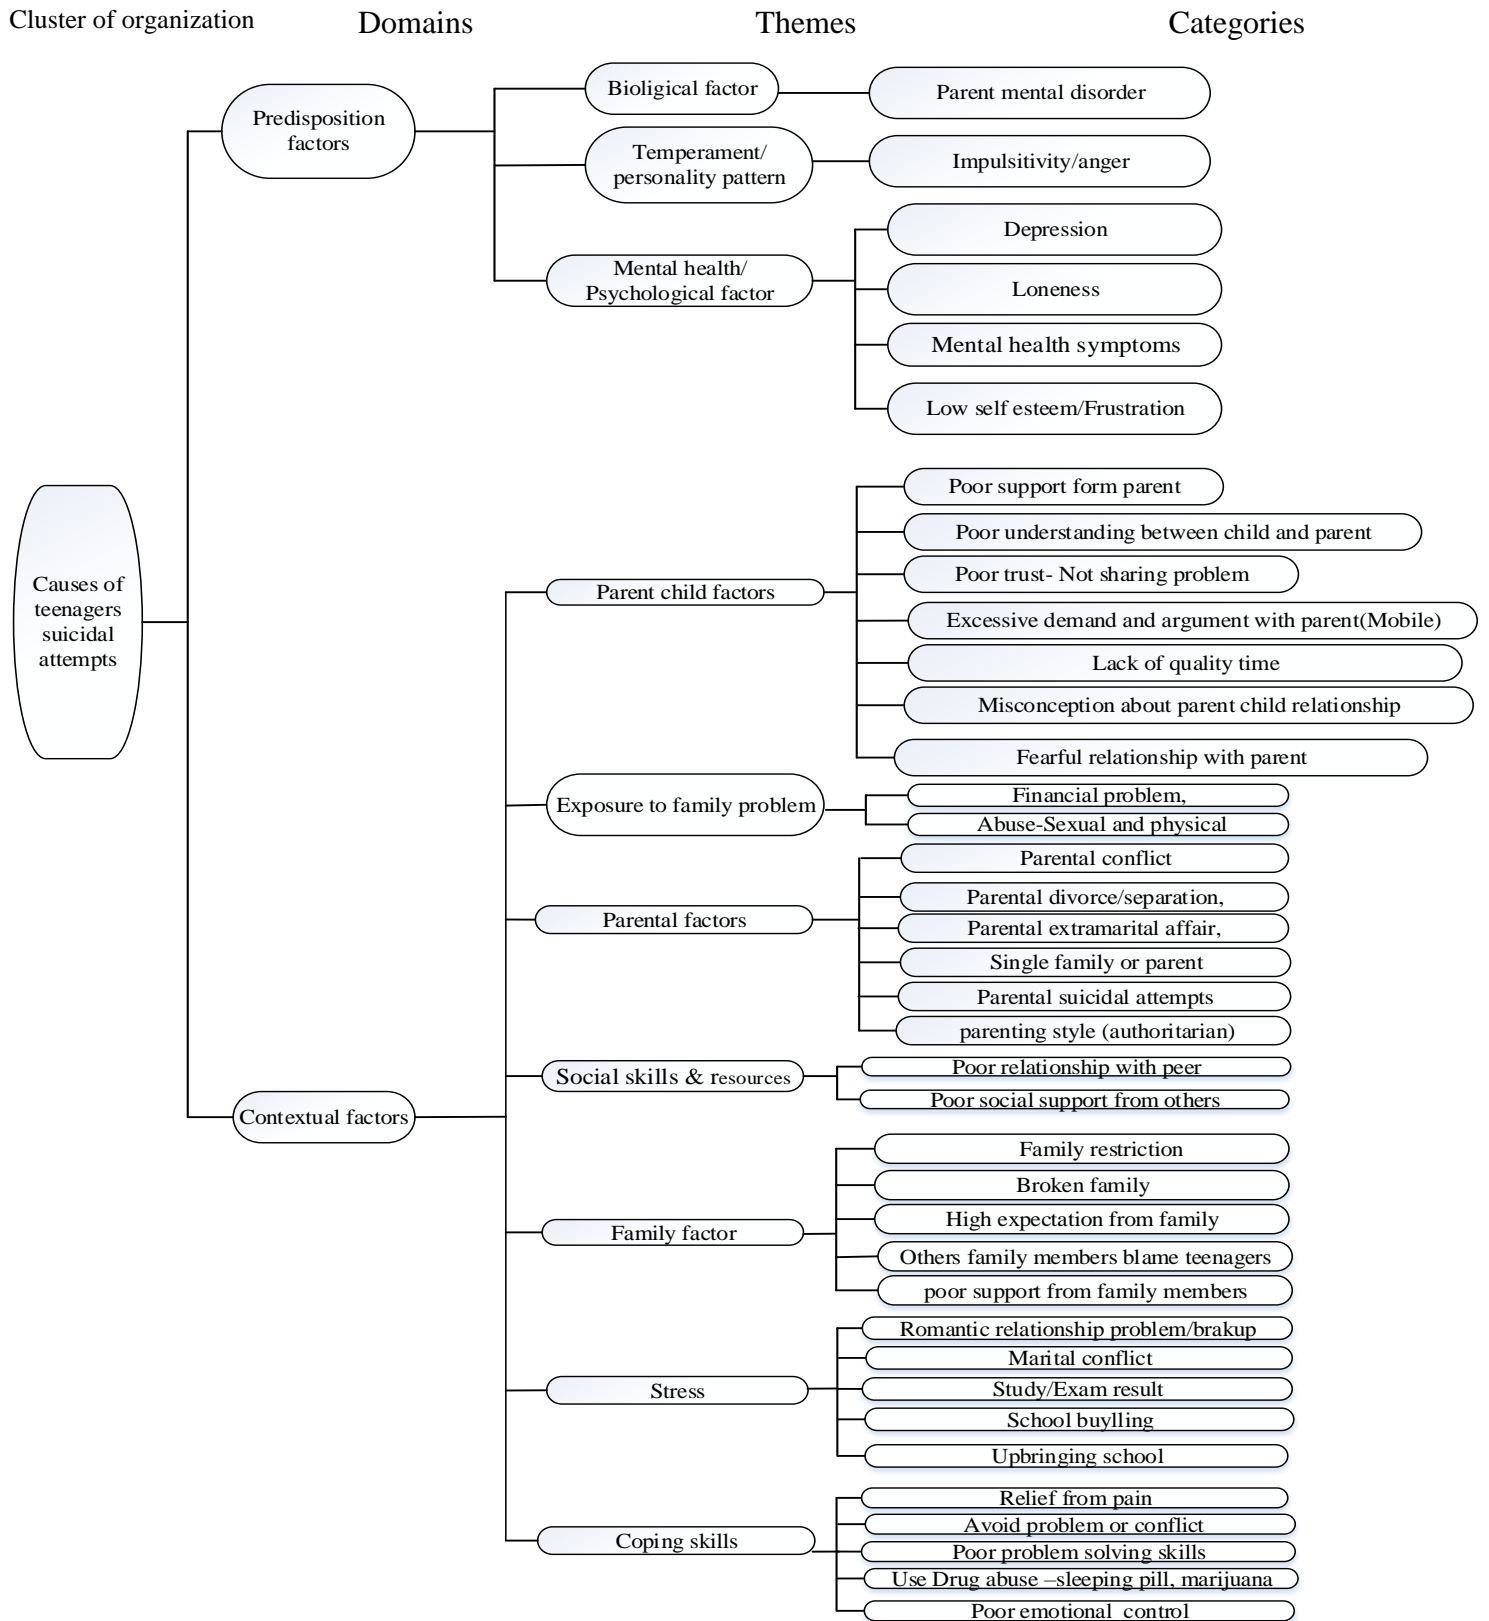 Cluster of organization
Domains
Themes
Categories
Causes of
teenagers
suicidal
attempts
Predisposition
factors
Bioligical factor
Parent mental disorder
Temperament/
personality pattern
Impulsitivity/anger
Mental health/
Psychological factor
Depression
Loneness
Mental health symptoms
Low self esteem/Frustration
Contextual factors
Parent child factors
Poor support form parent
Poor understanding between child and parent
Poor trust- Not sharing problem
Excessive demand and argument with parent(Mobile)
Lack of quality time
Misconception about parent child relationship
Fearful relationship with parent
Exposure to family problem
Financial problem,
Abuse-Sexual and physical
Parental factors
Parental conflict
Parental divorce/separation,
Parental extramarital affair,
Single family or parent
Parental suicidal attempts
parenting style (authoritarian)
Social skills & resources
Poor relationship with peer
Poor social support from others
Family factor
Family restriction
Broken family
High expectation from family
Others family members blame teenagers
poor support from family members
Stress
Romantic relationship problem/brakup
Marital conflict
Study/Exam result
School buylling
Upbringing school
Coping skills
Relief from pain
Avoid problem or conflict
Poor problem solving skills
Use Drug abuse –sleeping pill, marijuana
Poor emotional control